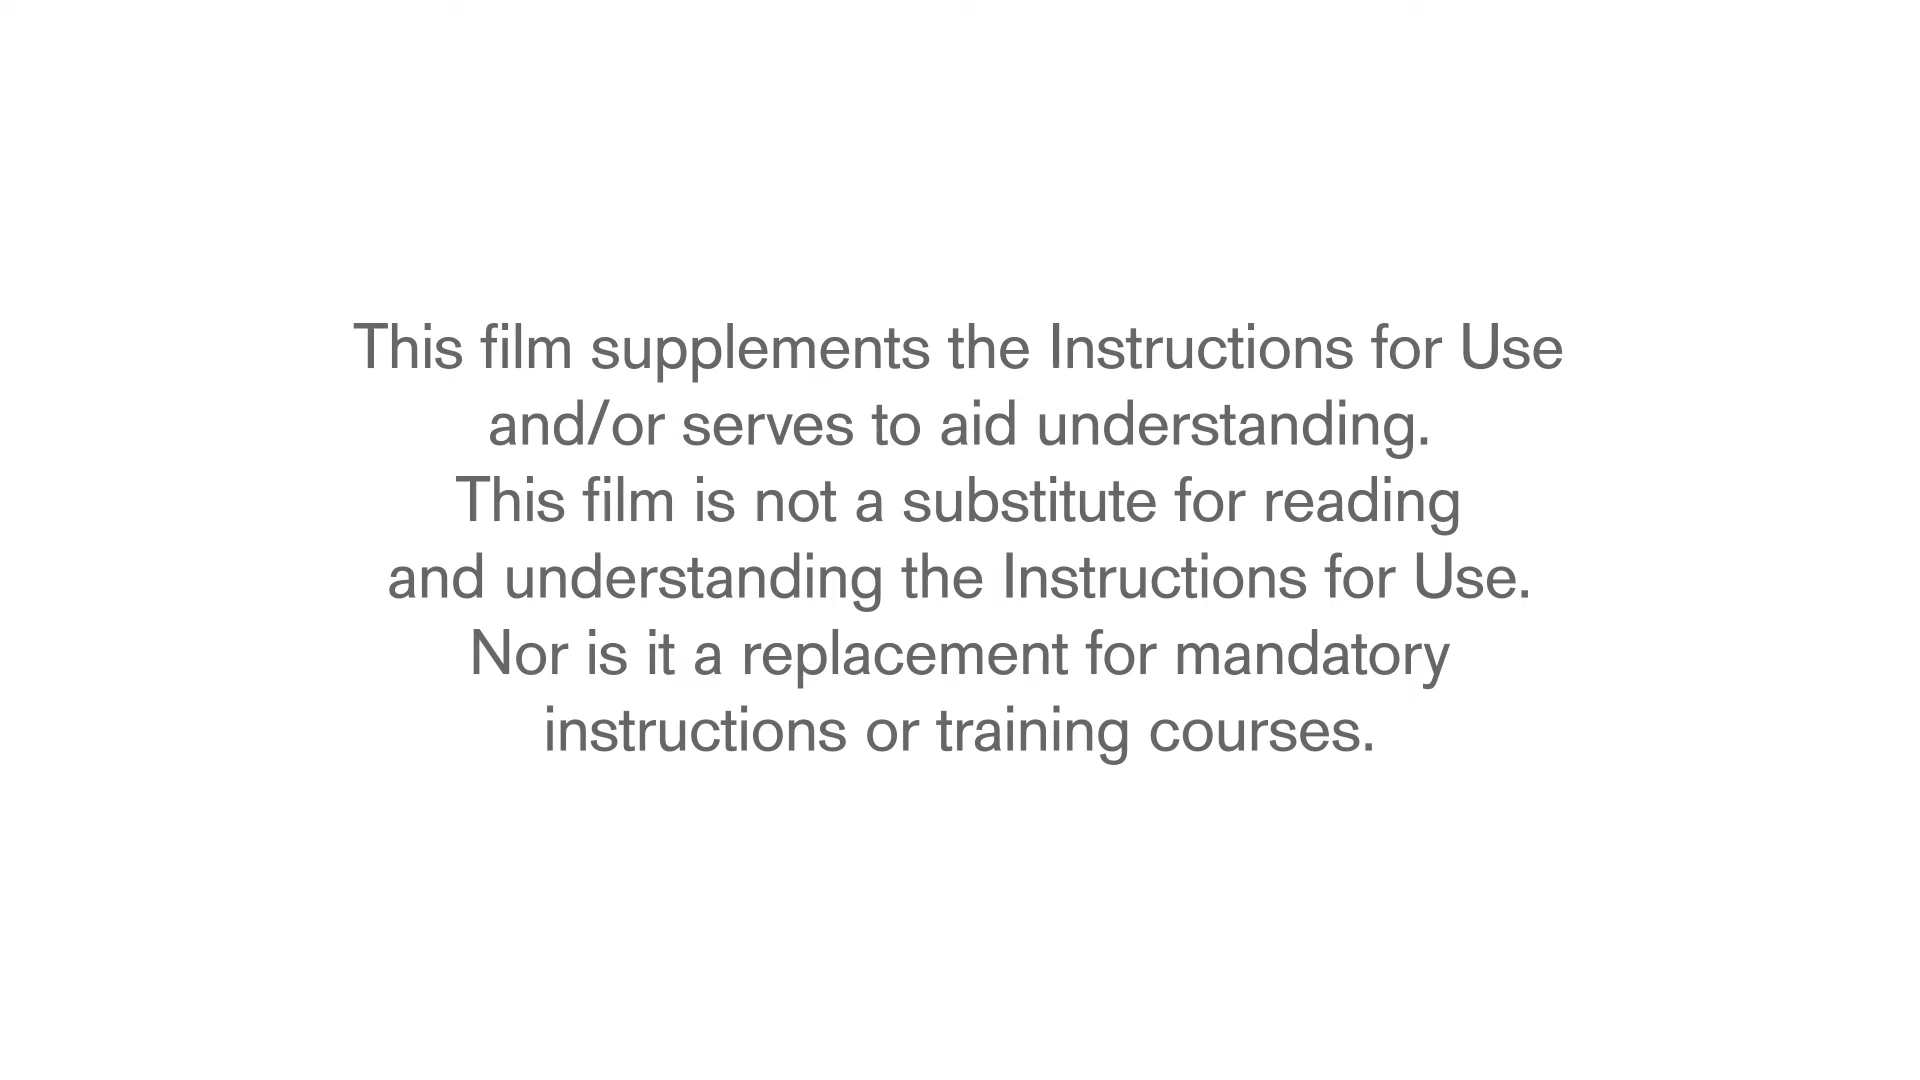 This film supplements the Instructions for Use
and/or serves to aid understanding.
This film is not a substitute for reading
and understanding the Instructions for Use.
Nor is it a replacement for mandatory
instructions or training courses.